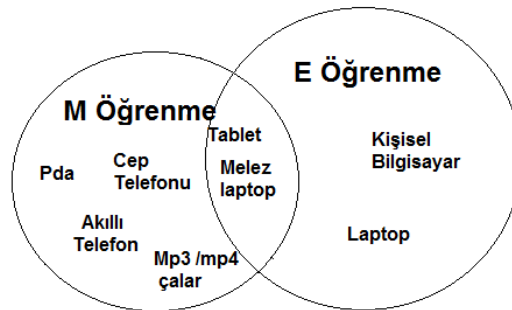 M Öğrenme
E Öğrenme
Pda
Cep
Telefonu
Akıllı
Telefon
Mp3 /mp4
çalar
Tablet
Melez
laptop
Kişisel
Bilgisayar
Laptop